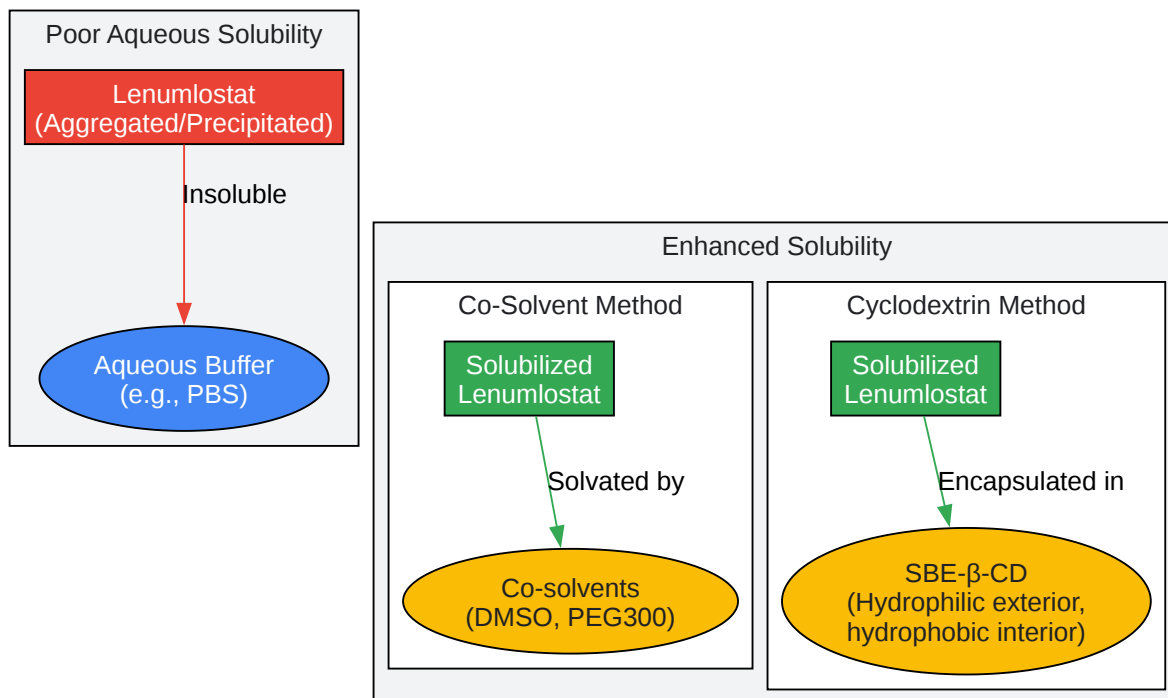 Poor Aqueous Solubility
Lenumlostat
(Aggregated/Precipitated)
Insoluble
Aqueous Buffer
(e.g., PBS)
Enhanced Solubility
Co-Solvent Method
Solubilized
Lenumlostat
Solvated by
Co-solvents
(DMSO, PEG300)
Cyclodextrin Method
Solubilized
Lenumlostat
Encapsulated in
SBE-β-CD
(Hydrophilic exterior,
hydrophobic interior)